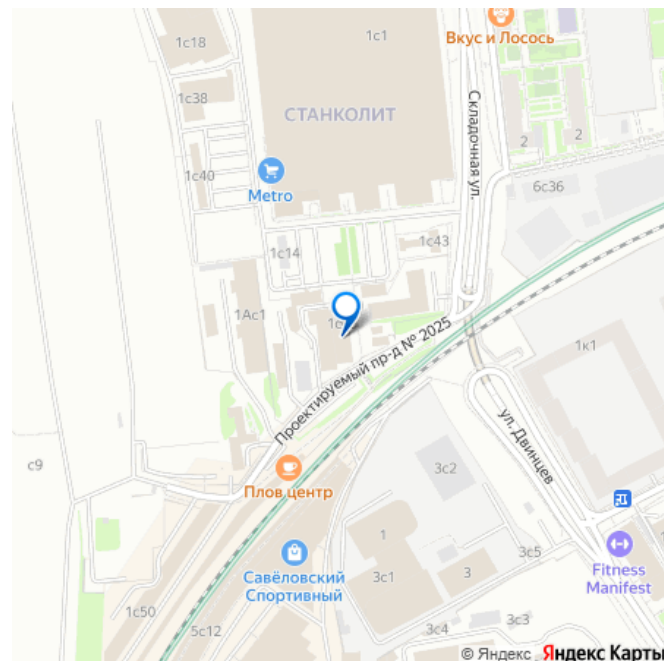 1с18
1с1
Вкус и Лосось
1с38
СТАНКОЛИТ
Складочная ул.
2
2
1с40
Metro
6с36
1с43
1с14
1Ас1
Проектируемый пр-д № 2025
1к1
ул. Двинцев
с9
3с2
Плов центр
1
3с5
Савёловский
Спортивный
3с1
3
Fitness
Manifest
1с50
5с12
3с4
3с3
© Яндекс Яндекс Карты